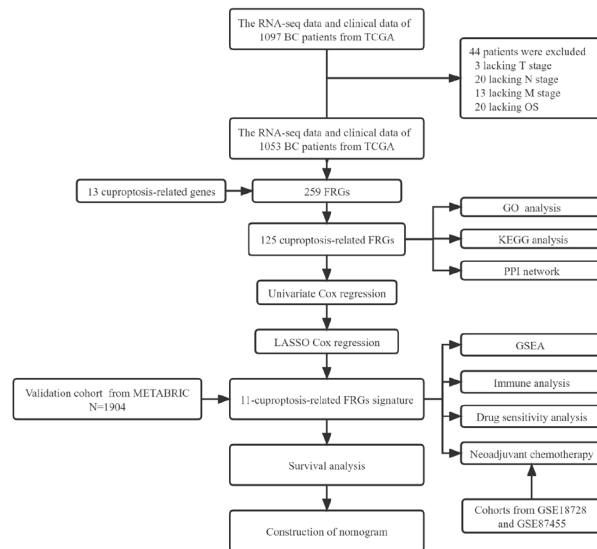 The RNA-seq data and clinical data of
1097 BC patients from TCGA
44 patients were excluded
3 lacking T stage
20 lacking N stage
13 lacking M stage
20 lacking OS
The RNA-seq data and clinical data of
1053 BC patients from TCGA
13 cuproptosis-related genes
259 FRGs
125 cuproptosis-related FRGs
GO analysis
KEGG analysis
PPI network
Univariate Cox regression
LASSO Cox regression
Validation cohort from METABRIC
N=1904
11-cuproptosis-related FRGs signature
GSEA
Immune analysis
Drug sensitivity analysis
Neoadjuvant chemotherapy
Survival analysis
Cohorts from GSE18728
and GSE87455
Construction of nomogram